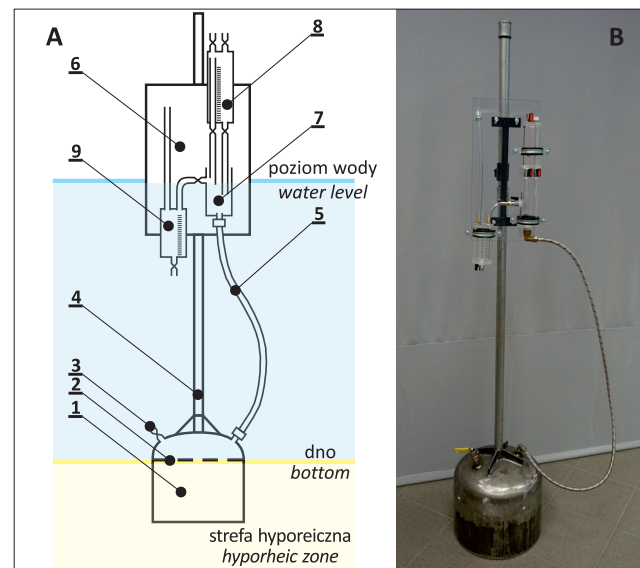 A
B
8
6
7
poziom wody
water level
9
5
4
3
2
1
dno
bottom
strefa hyporeiczna
hyporheic zone